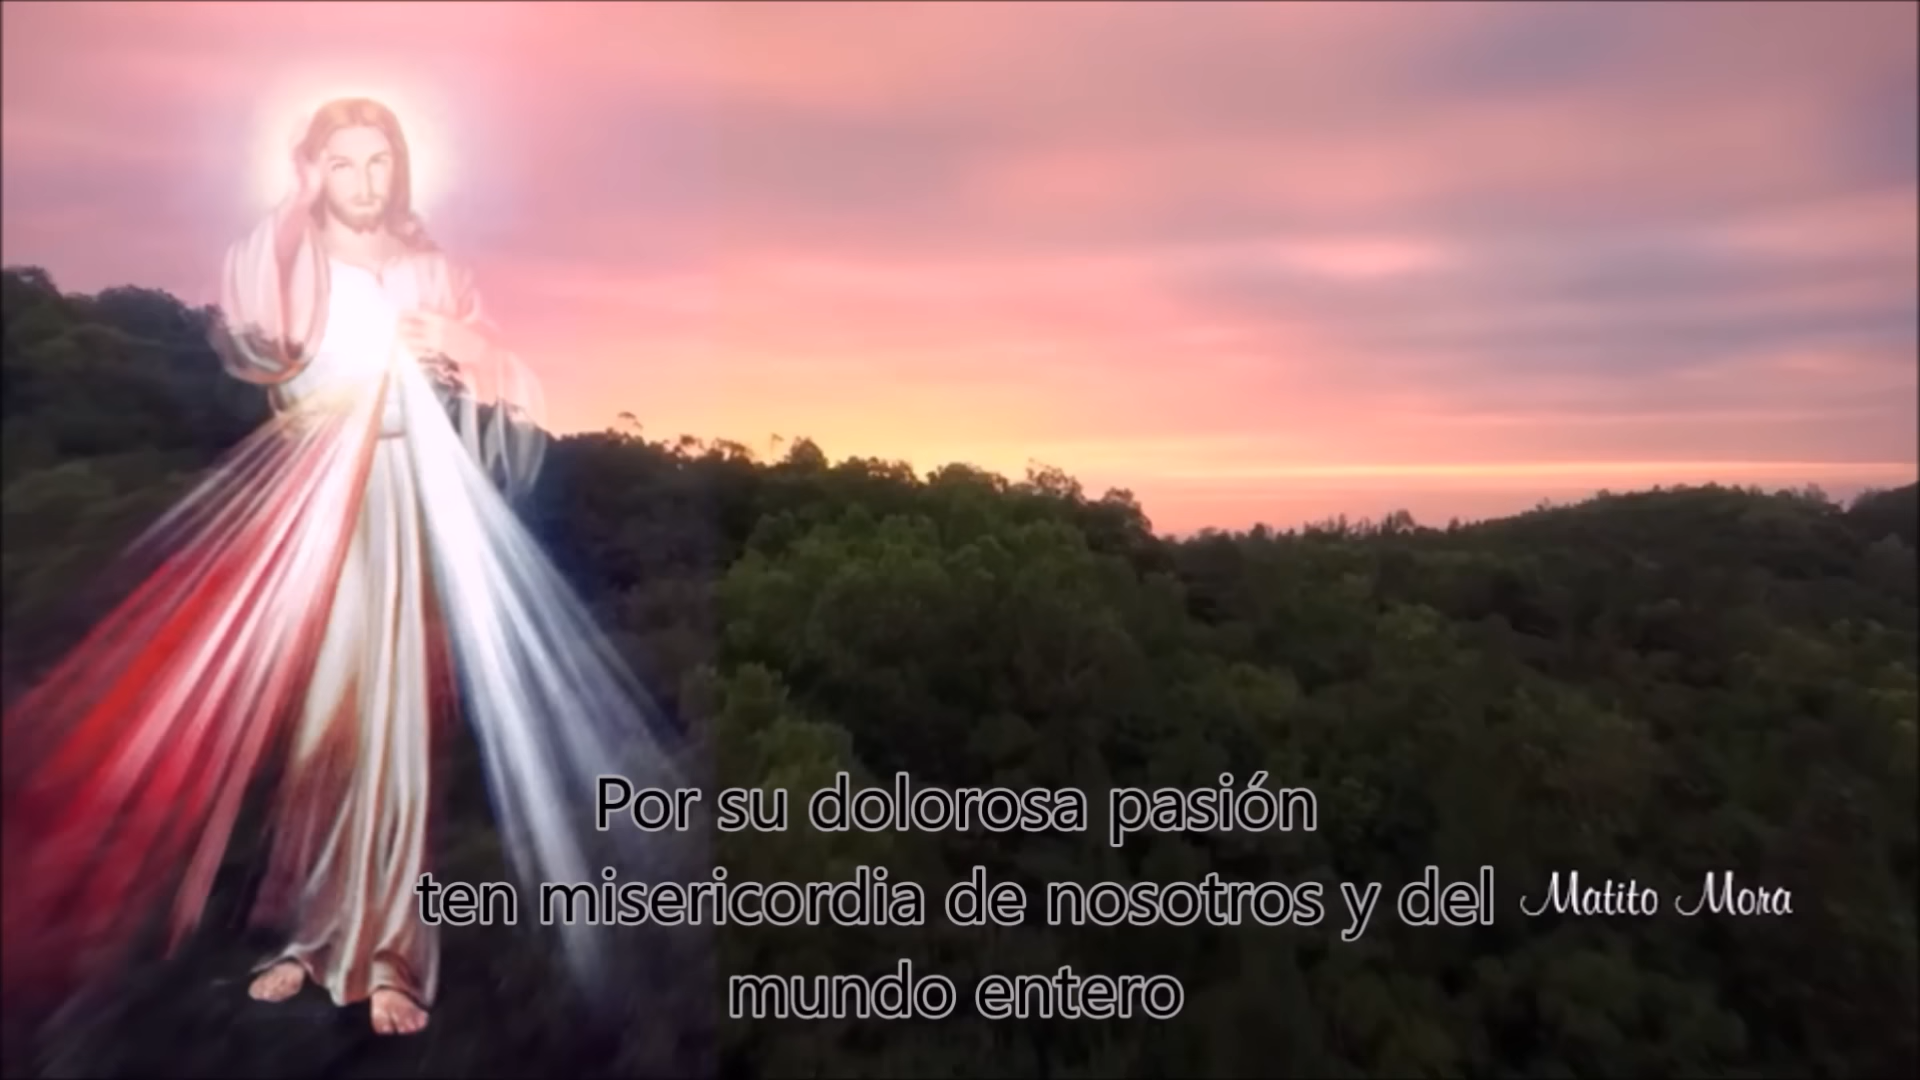 Por su dolorosa pasión
ten misericordia de nosotros y del
mundo entero
Matito Mora